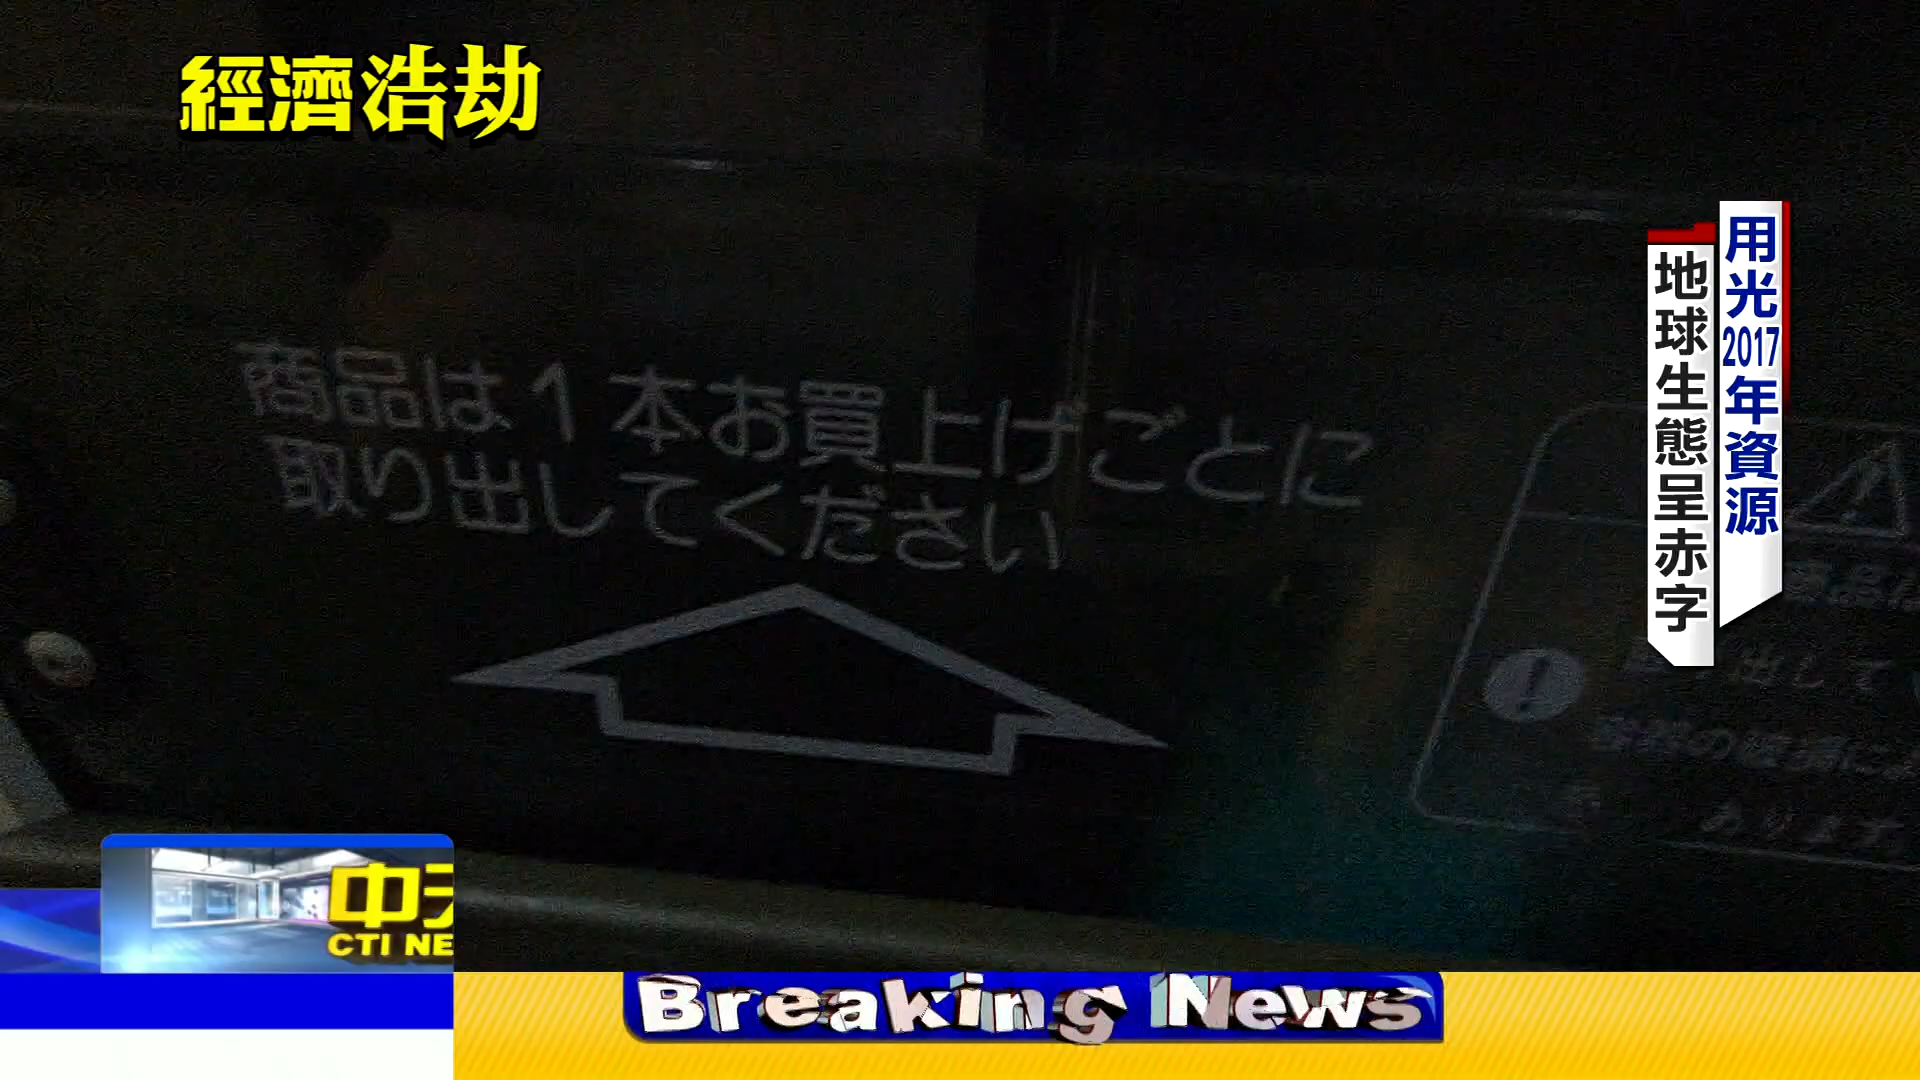 經濟浩劫
用光2017年資源
地球生態呈赤字
商品は1本お買上げごとに
取り出してください
中天
CTI NE
Breaking News